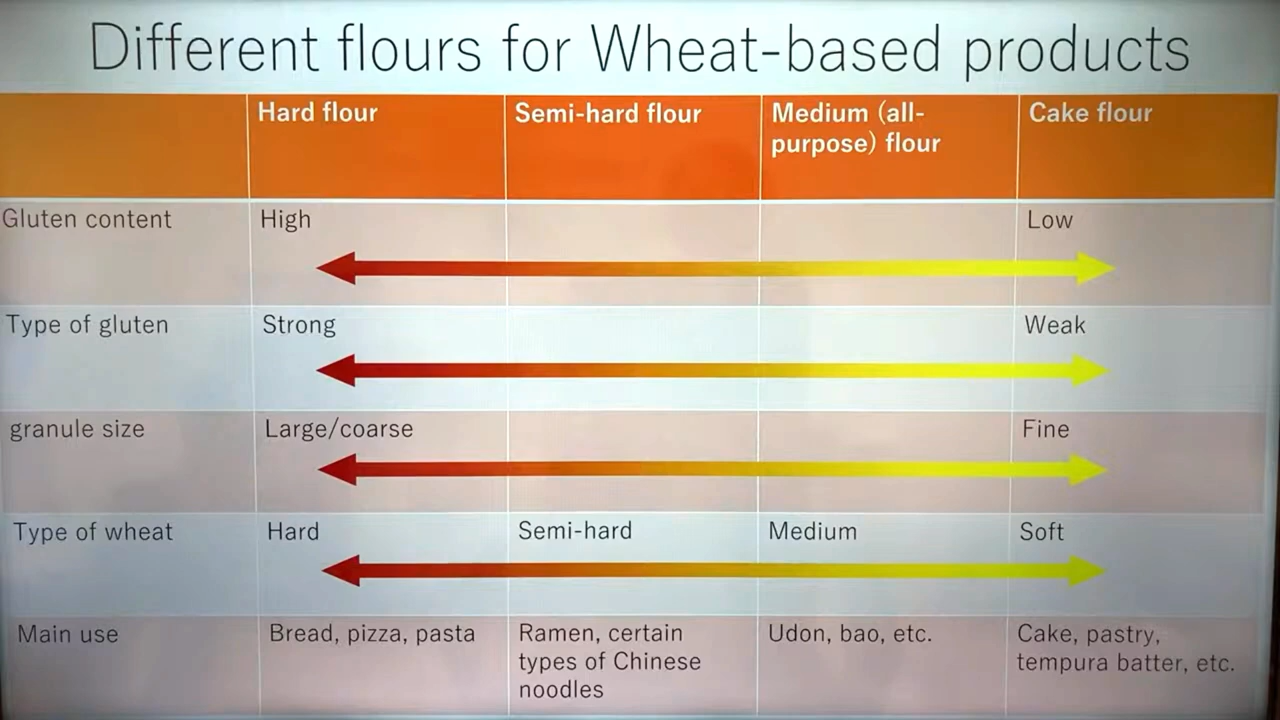 Different flours for Wheat-based products
Hard flour
Semi-hard flour
Medium (all-
purpose) flour
Cake flour
Gluten content
High
Low
Type of gluten
Strong
Weak
granule size
Large/coarse
Fine
Type of wheat
Hard
Semi-hard
Medium
Soft
Main use
Bread, pizza, pasta
Ramen, certain
types of Chinese
noodles
Udon, bao, etc.
Cake, pastry,
tempura batter, etc.